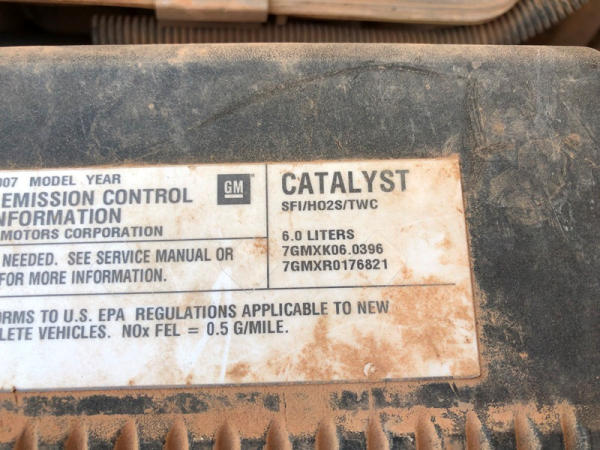 007 MODEL YEAR
EMISSION CONTROL
NFORMATION
MOTORS CORPORATION
GM
CATALYST
SFI/HO2S/TWC
6.0 LITERS
7GMXK06.0396
7GMXR0176821
NEEDED. SEE SERVICE MANUAL OR
FOR MORE INFORMATION.
ORMS TO U.S. EPA REGULATIONS APPLICABLE TO NEW
LETE VEHICLES. NOx FEL = 0.5 G/MILE.